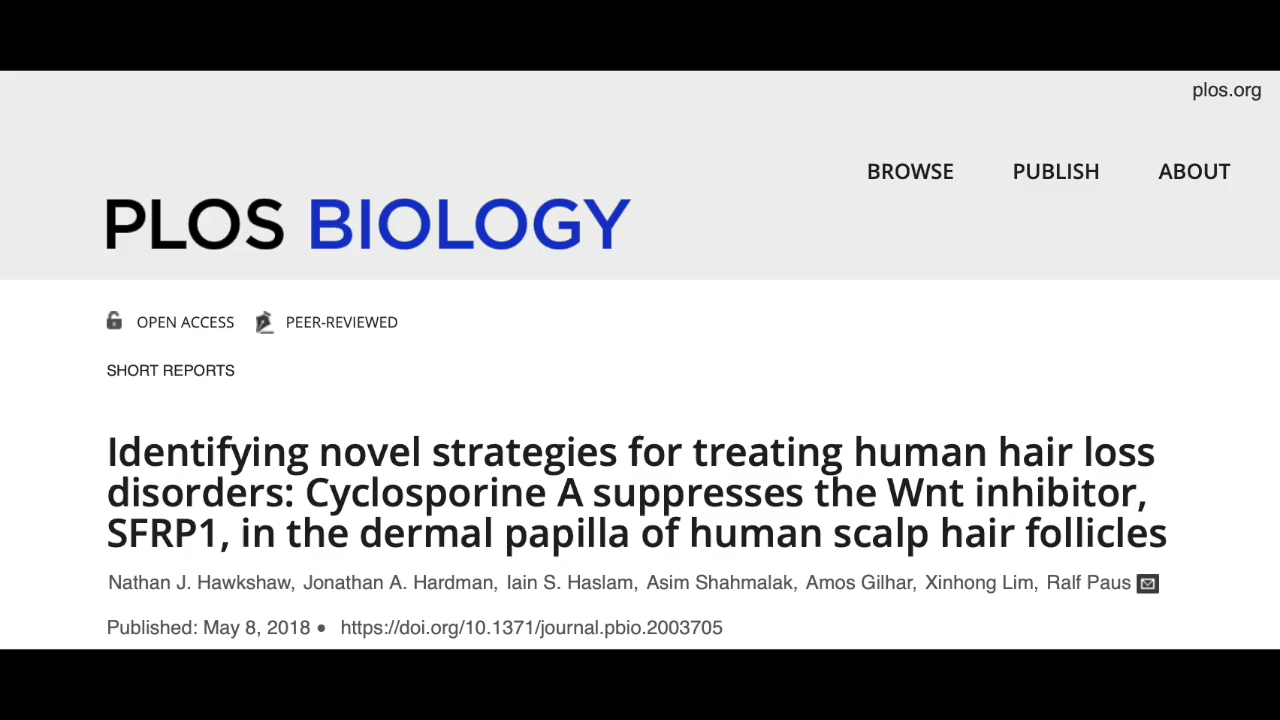 plos.org
BROWSE PUBLISH ABOUT
PLOS BIOLOGY
OPEN ACCESS PEER-REVIEWED
SHORT REPORTS
Identifying novel strategies for treating human hair loss
disorders: Cyclosporine A suppresses the Wnt inhibitor,
SFRP1, in the dermal papilla of human scalp hair follicles
Nathan J. Hawkshaw, Jonathan A. Hardman, Iain S. Haslam, Asim Shahmalak, Amos Gilhar, Xinhong Lim, Ralf Paus
Published: May 8, 2018 • https://doi.org/10.1371/journal.pbio.2003705